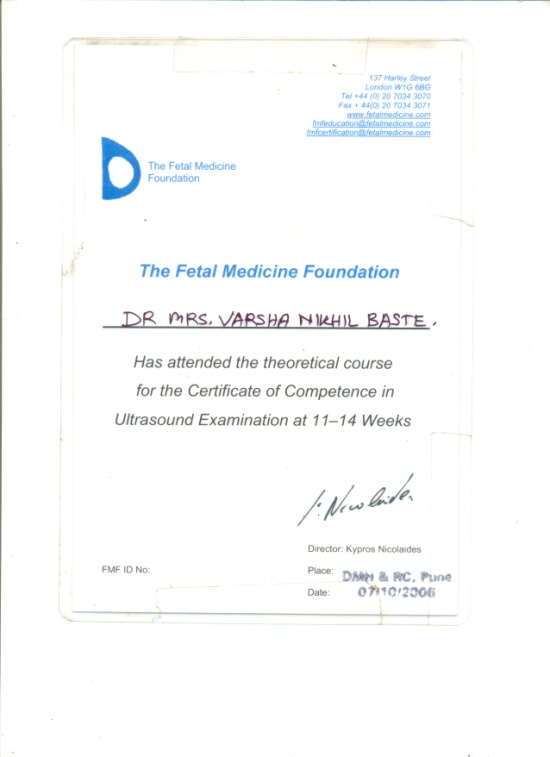 137 Harley Street
London W1G 6BG
Tel +44 (0) 20 7034 3070
Fax + 44(0) 20 7034 3071
www.fetalmedicine.com
fmfeducation@fetalmedicine.com
fmfcertification@fetalmedicine.com
The Fetal Medicine
Foundation
The Fetal Medicine Foundation
DR MRS. VARSHA NIKHIL BASTE.
Has attended the theoretical course
for the Certificate of Competence in
Ultrasound Examination at 11–14 Weeks
Nicolaides
Director: Kypros Nicolaides
FMF ID No:
Place: DMH & RC, Pune
Date: 07/10/2006